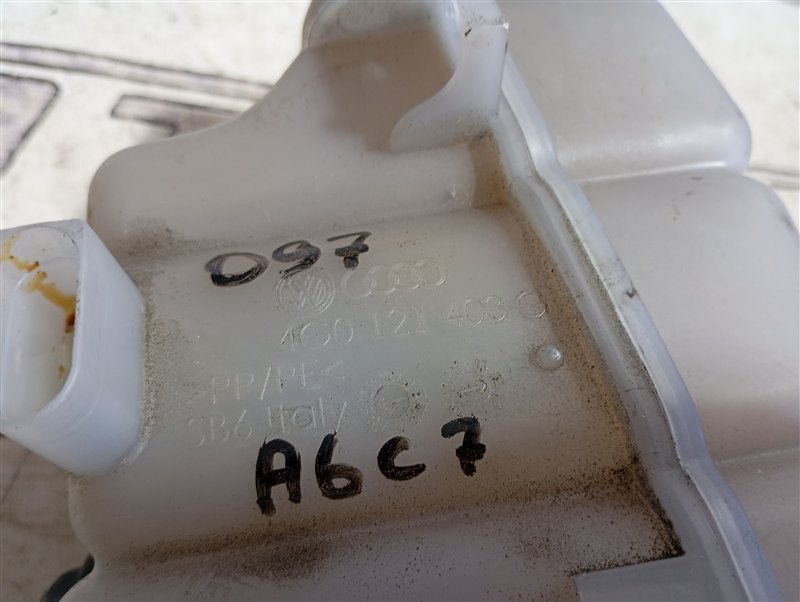 097
4G0 121 403 G
>PP/PE<
SB6 Italy
A6C7